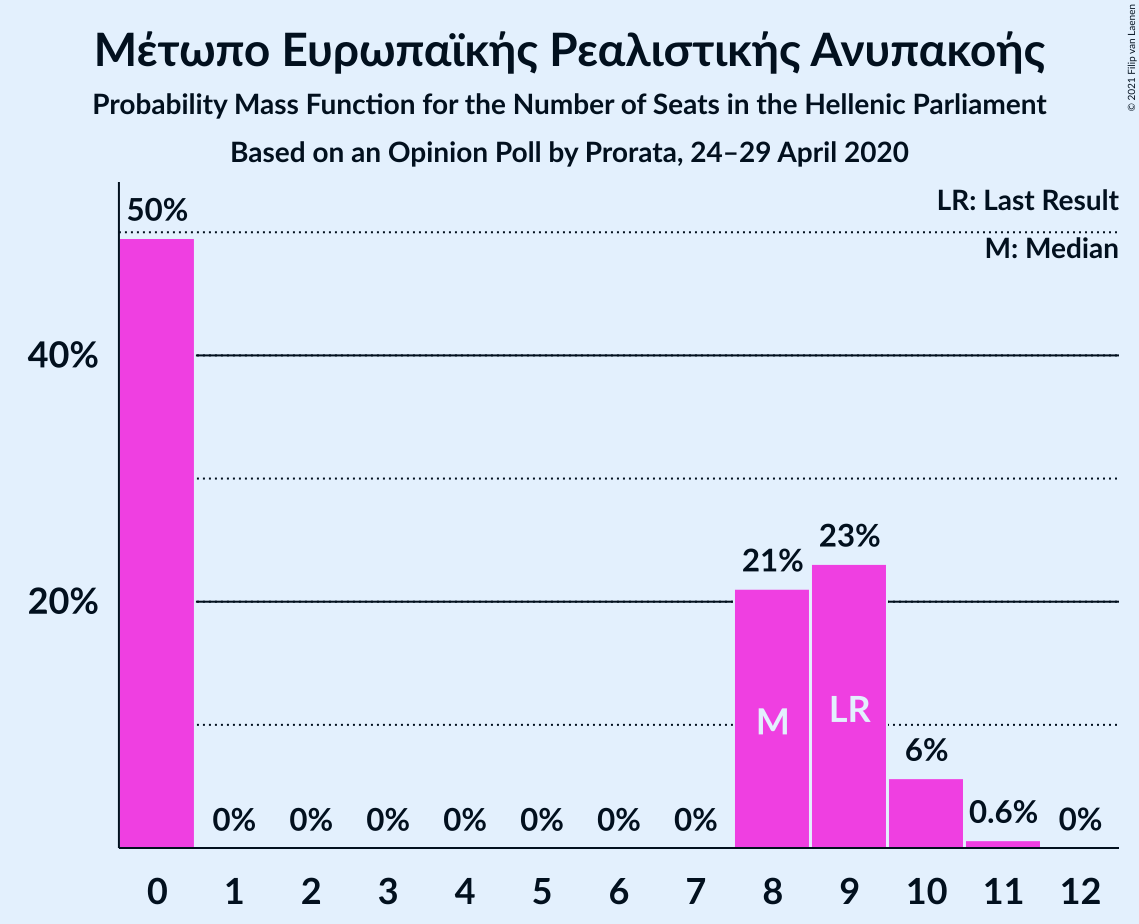 Μέτωπο Ευρωπαϊκής Ρεαλιστικής Ανυπακοής
Probability Mass Function for the Number of Seats in the Hellenic Parliament
Based on an Opinion Poll by Prorata, 24–29 April 2020
© 2021 Filip van Laenen
LR: Last Result
M: Median
50%
40%
23%
21%
20%
LR
M
6%
0.6%
0% 0% 0% 0% 0% 0% 0% 0%
0 1 2 3 4 5 6 7 8 9 10 11 12